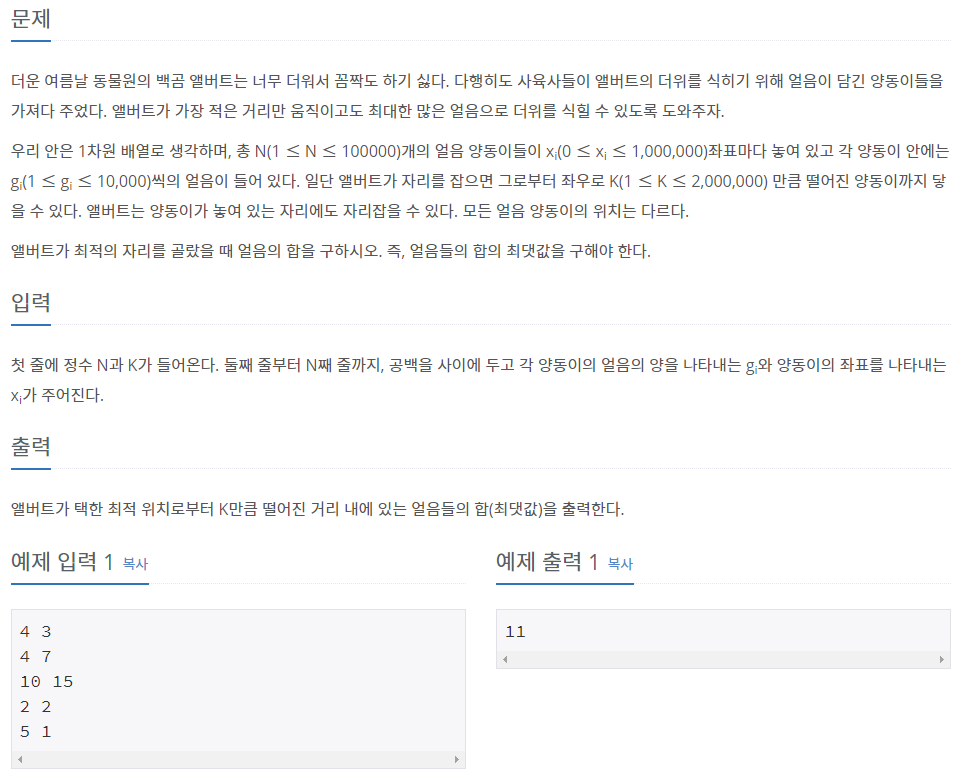 문제
더운 여름날 동물원의 백곰 앨버트는 너무 더워서 꼼짝도 하기 싫다. 다행히도 사육사들이 앨버트의 더위를 식히기 위해 얼음이 담긴 양동이들을
가져다 주었다. 앨버트가 가장 적은 거리만 움직이고도 최대한 많은 얼음으로 더위를 식힐 수 있도록 도와주자.
우리 안은 1차원 배열로 생각하며, 총 N(1 ≤ N ≤ 100000)개의 얼음 양동이들이 xi(0 ≤ xi ≤ 1,000,000)좌표마다 놓여 있고 각 양동이 안에는
gi(1 ≤ gi ≤ 10,000)씩의 얼음이 들어 있다. 일단 앨버트가 자리를 잡으면 그로부터 좌우로 K(1 ≤ K ≤ 2,000,000) 만큼 떨어진 양동이까지 닿
을 수 있다. 앨버트는 양동이가 놓여 있는 자리에도 자리잡을 수 있다. 모든 얼음 양동이의 위치는 다르다.
앨버트가 최적의 자리를 골랐을 때 얼음의 합을 구하시오. 즉, 얼음들의 합의 최댓값을 구해야 한다.
입력
첫 줄에 정수 N과 K가 들어온다. 둘째 줄부터 N째 줄까지, 공백을 사이에 두고 각 양동이의 얼음의 양을 나타내는 gi와 양동이의 좌표를 나타내는
xi가 주어진다.
출력
앨버트가 택한 최적 위치로부터 K만큼 떨어진 거리 내에 있는 얼음들의 합(최댓값)을 출력한다.
예제 입력 1 복사
4 3
4 7
10 15
2 2
5 1
예제 출력 1 복사
11